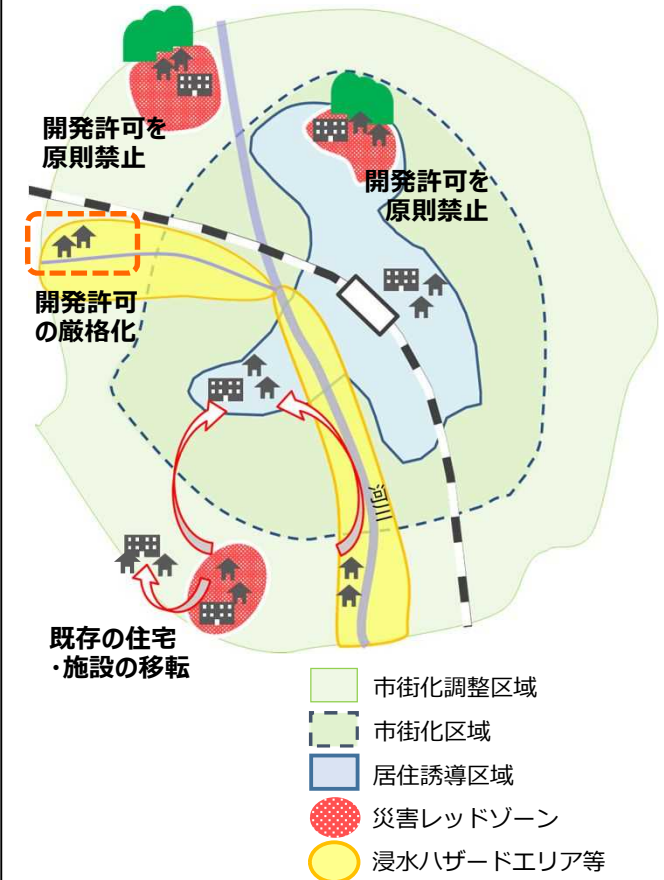 開発許可を
原則禁止
開発許可を
原則禁止
開発許可
の厳格化
河川
既存の住宅
・施設の移転
市街化調整区域
市街化区域
居住誘導区域
災害レッドゾーン
浸水ハザードエリア等